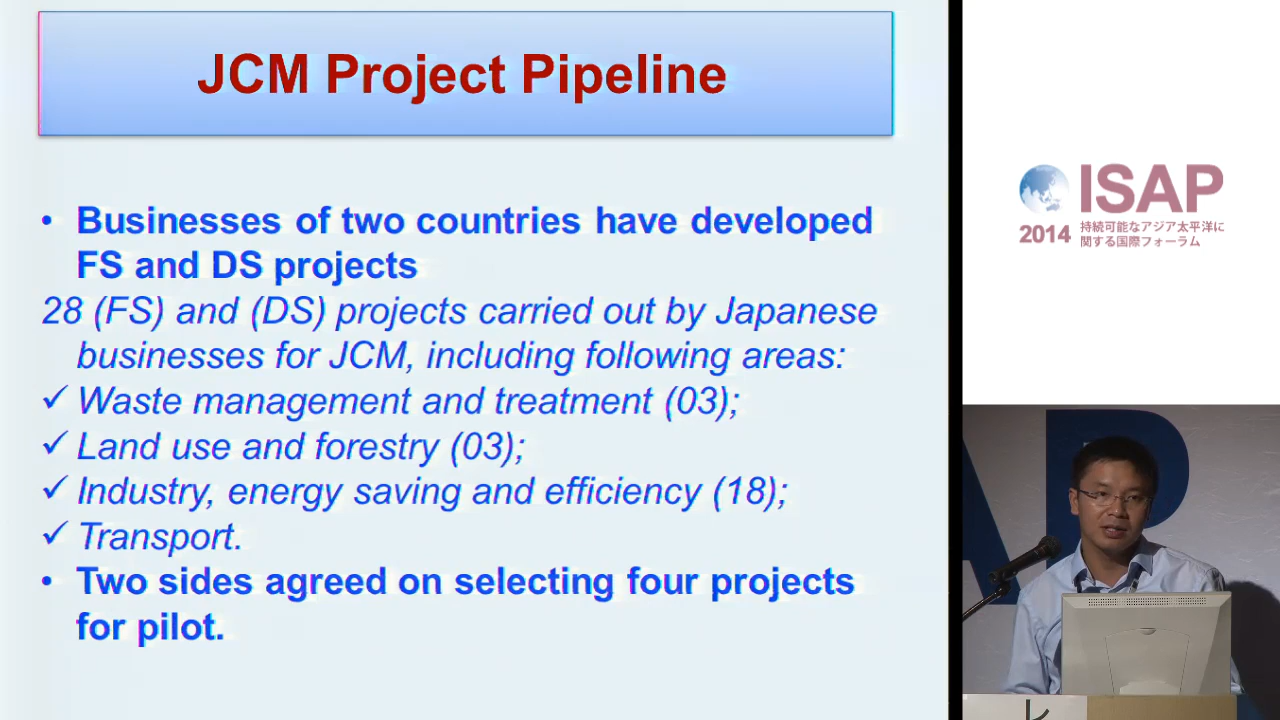 JCM Project Pipeline
• Businesses of two countries have developed
FS and DS projects
28 (FS) and (DS) projects carried out by Japanese
businesses for JCM, including following areas:
✓ Waste management and treatment (03);
✓ Land use and forestry (03);
✓ Industry, energy saving and efficiency (18);
✓ Transport.
• Two sides agreed on selecting four projects
for pilot.
ISAP
2014 持続可能なアジア太平洋に
関する国際フォーラム
AP